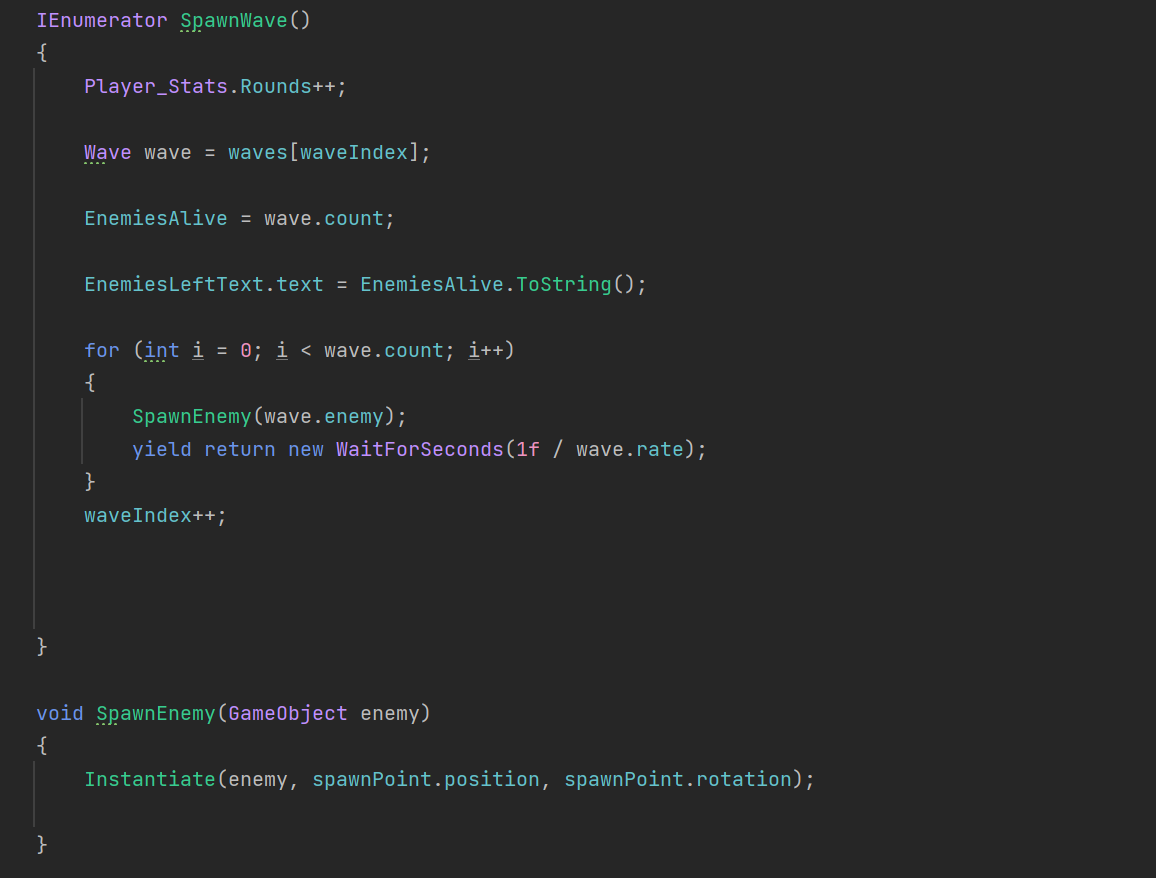 IEnumerator SpawnWave()
{
Player_Stats.Rounds++;
Wave wave = waves[waveIndex];
EnemiesAlive = wave.count;
EnemiesLeftText.text = EnemiesAlive.ToString();
for (int i = 0; i < wave.count; i++)
{
SpawnEnemy(wave.enemy);
yield return new WaitForSeconds(1f / wave.rate);
}
waveIndex++;
}
void SpawnEnemy(GameObject enemy)
{
Instantiate(enemy, spawnPoint.position, spawnPoint.rotation);
}